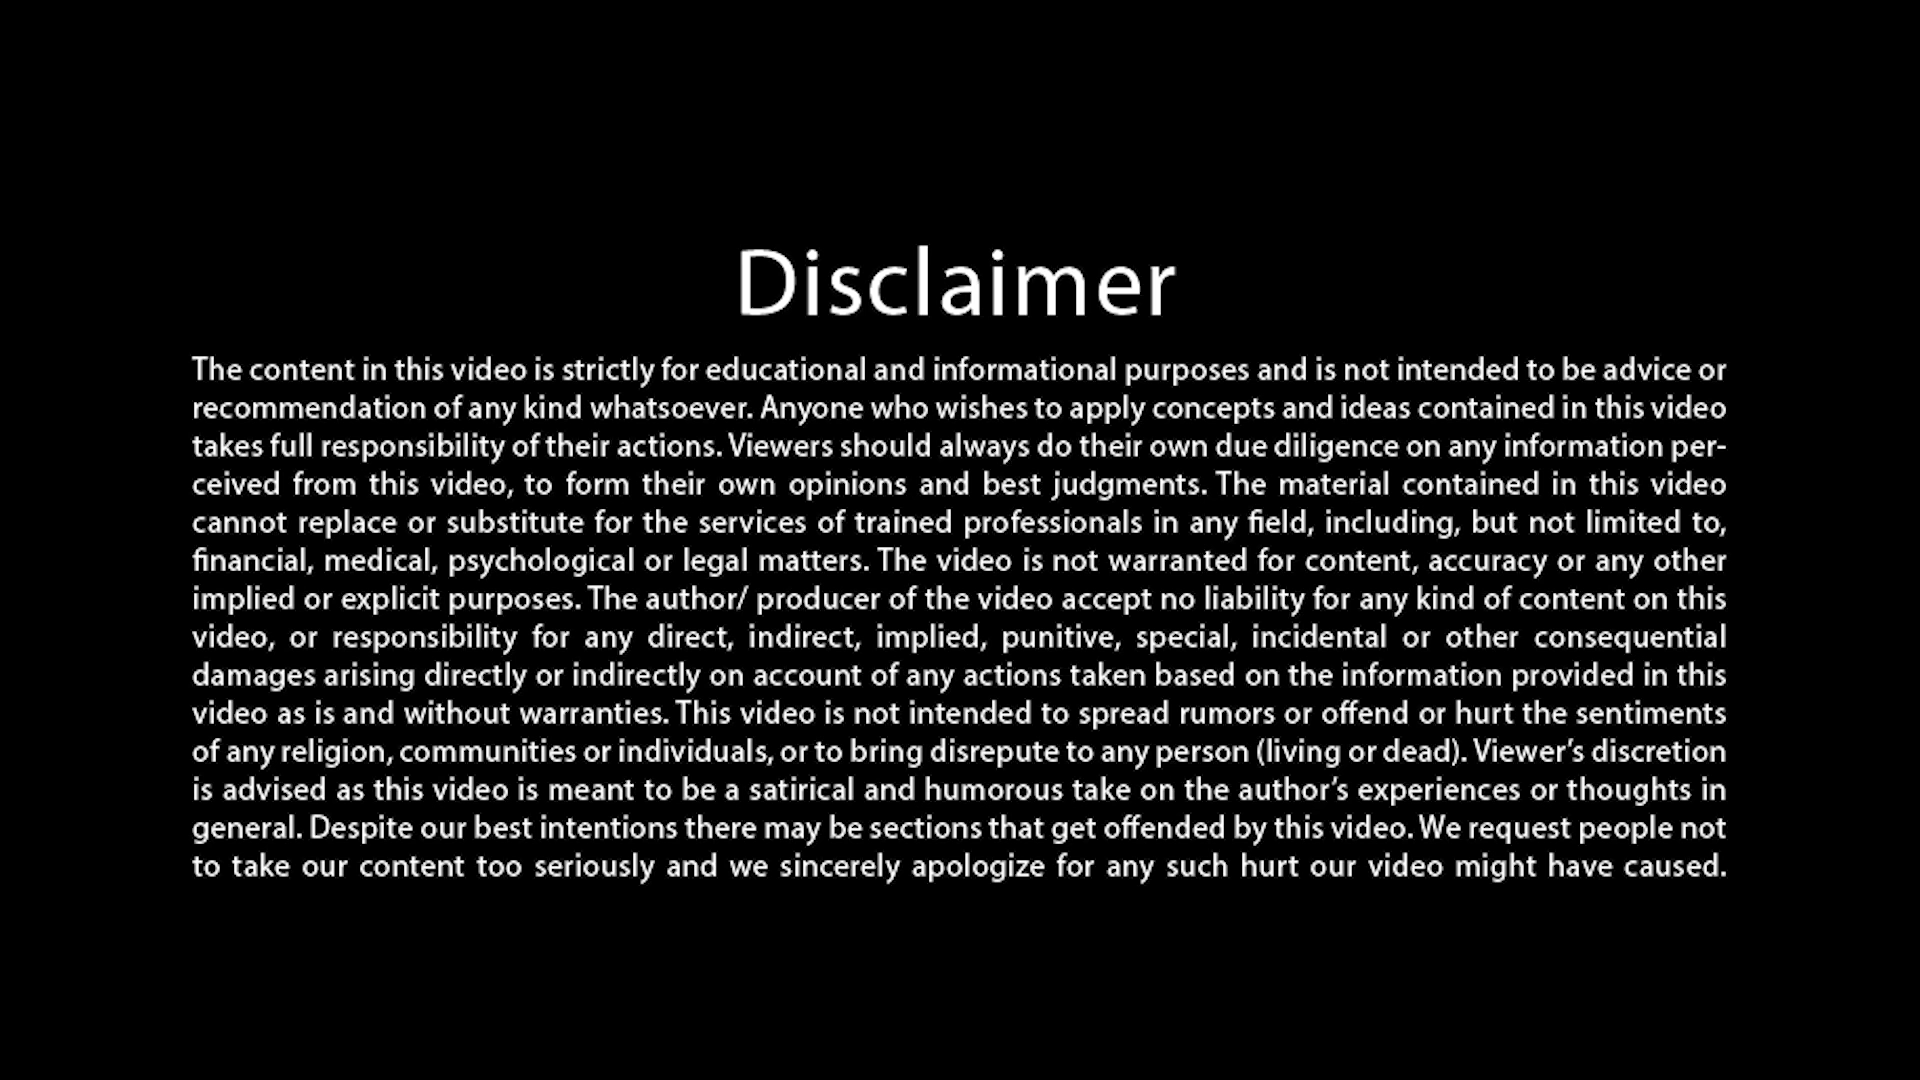 Disclaimer
The content in this video is strictly for educational and informational purposes and is not intended to be advice or
recommendation of any kind whatsoever. Anyone who wishes to apply concepts and ideas contained in this video
takes full responsibility of their actions. Viewers should always do their own due diligence on any information per-
ceived from this video, to form their own opinions and best judgments. The material contained in this video
cannot replace or substitute for the services of trained professionals in any field, including, but not limited to,
financial, medical, psychological or legal matters. The video is not warranted for content, accuracy or any other
implied or explicit purposes. The author/ producer of the video accept no liability for any kind of content on this
video, or responsibility for any direct, indirect, implied, punitive, special, incidental or other consequential
damages arising directly or indirectly on account of any actions taken based on the information provided in this
video as is and without warranties. This video is not intended to spread rumors or offend or hurt the sentiments
of any religion, communities or individuals, or to bring disrepute to any person (living or dead). Viewer’s discretion
is advised as this video is meant to be a satirical and humorous take on the author’s experiences or thoughts in
general. Despite our best intentions there may be sections that get offended by this video. We request people not
to take our content too seriously and we sincerely apologize for any such hurt our video might have caused.